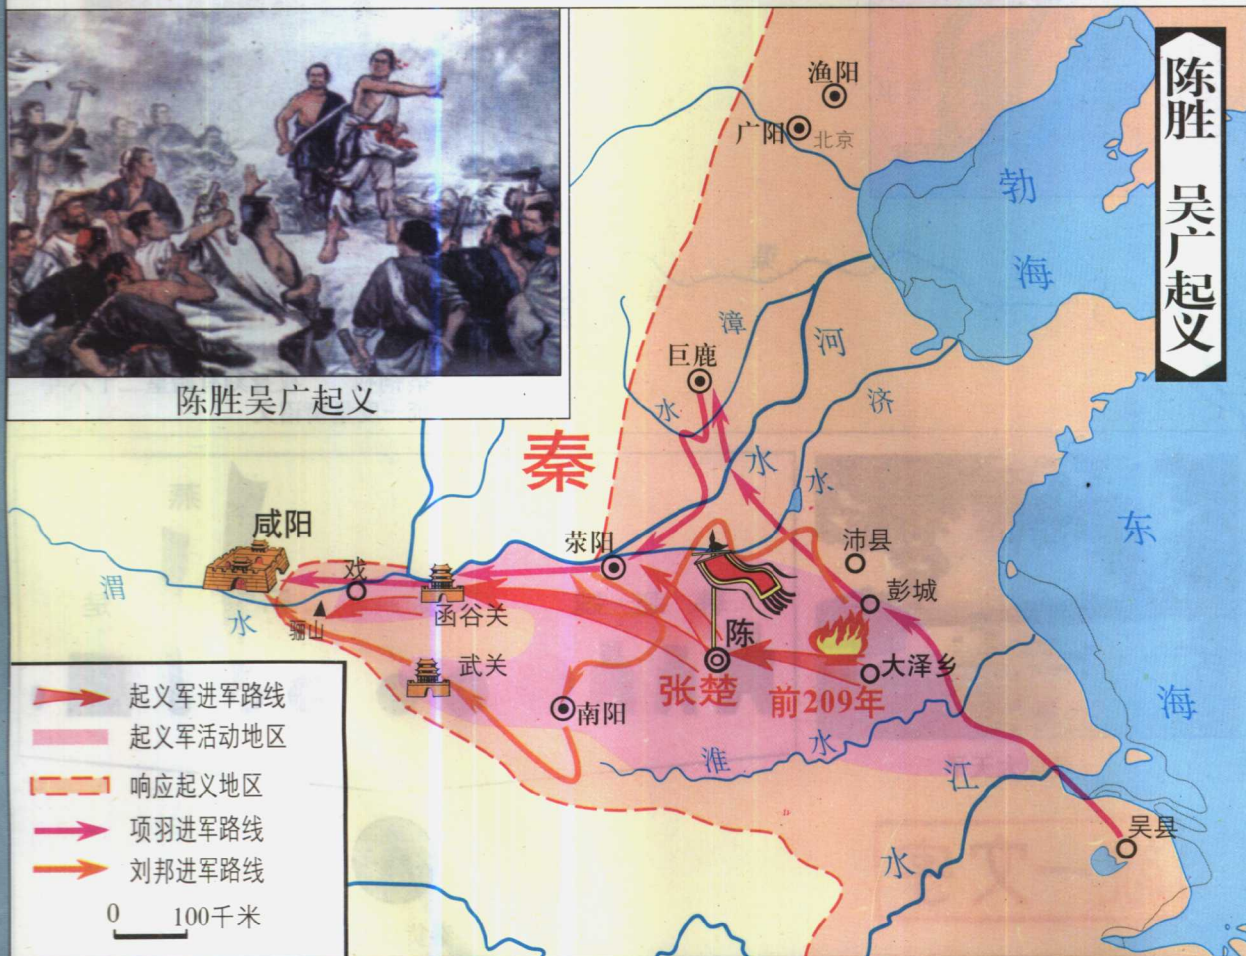 陈胜 吴广起义
陈胜吴广起义
渔阳
广阳
北京
勃
海
漳
河
巨鹿
水
济
水
水
秦
咸阳
荥阳
沛县
东
渭
戏
彭城
水
骊山
函谷关
陈
武关
大泽乡
张楚
前209年
海
南阳
淮
水
江
吴县
水
起义军进军路线
起义军活动地区
响应起义地区
项羽进军路线
刘邦进军路线
0
100千米